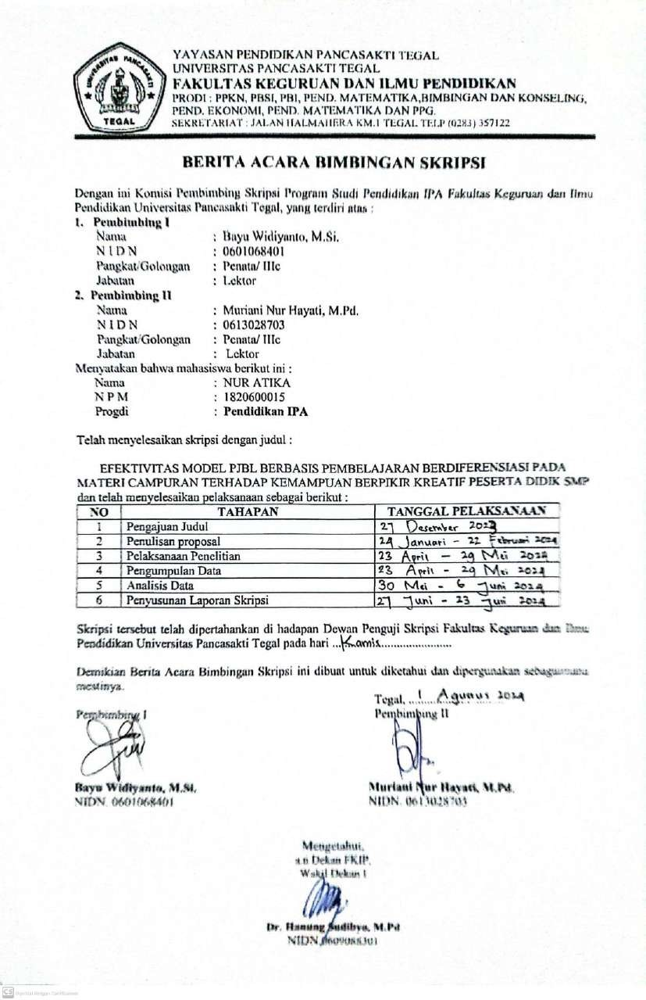 UNIVERSITAS PANCASAKTI
TEGAL
YAYASAN PENDIDIKAN PANCASAKTI TEGAL
UNIVERSITAS PANCASAKTI TEGAL
FAKULTAS KEGURUAN DAN ILMU PENDIDIKAN
PRODI : PPKN, PBSI, PBI, PEND. MATEMATIKA,BIMBINGAN DAN KONSELING,
PEND. EKONOMI, PEND. MATEMATIKA DAN PPG.
SEKRETARIAT : JALAN HALMAHERA KM.1 TEGAL TELP (0283) 357122
BERITA ACARA BIMBINGAN SKRIPSI
Dengan ini Komisi Pembimbing Skripsi Program Studi Pendidikan IPA Fakultas Keguruan dan Ilmu
Pendidikan Universitas Pancasakti Tegal, yang terdiri atas :
1. Pembimbing I
Nama : Bayu Widiyanto, M.Si.
N I D N : 0601068401
Pangkat/Golongan : Penata/ IIIc
Jabatan : Lektor
2. Pembimbing II
Nama : Muriani Nur Hayati, M.Pd.
N I D N : 0613028703
Pangkat/Golongan : Penata/ IIIc
Jabatan : Lektor
Menyatakan bahwa mahasiswa berikut ini :
Nama : NUR ATIKA
N P M : 1820600015
Progdi : Pendidikan IPA
Telah menyelesaikan skripsi dengan judul :
EFEKTIVITAS MODEL PJBL BERBASIS PEMBELAJARAN BERDIFERENSIASI PADA
MATERI CAMPURAN TERHADAP KEMAMPUAN BERPIKIR KREATIF PESERTA DIDIK SMP
dan telah menyelesaikan pelaksanaan sebagai berikut :
NO TAHAPAN TANGGAL PELAKSANAAN
1 Pengajuan Judul 27 Desember 2023
2 Penulisan proposal 24 Januari - 22 Februari 2024
3 Pelaksanaan Penelitian 23 April - 29 Mei 2024
4 Pengumpulan Data 23 April - 29 Mei 2024
5 Analisis Data 30 Mei - 6 Juni 2024
6 Penyusunan Laporan Skripsi 27 Juni - 23 Juni 2024
Skripsi tersebut telah dipertahankan di hadapan Dewan Penguji Skripsi Fakultas Keguruan dan Ilmu
Pendidikan Universitas Pancasakti Tegal pada hari ...Kamis.......................
Demikian Berita Acara Bimbingan Skripsi ini dibuat untuk diketahui dan dipergunakan sebagaimana
mestinya.
Tegal, 1 Agusus 2024
Pembimbing I Pembimbing II
Bayu Widiyanto, M.Si. Muriani Nur Hayati, M.Pd.
NIDN. 0601068401 NIDN. 0613028703
Mengetahui,
a.n Dekan FKIP,
Wakil Dekan I
Dr. Hanung Sudibyo, M.Pd
NIDN.0609088301
CS